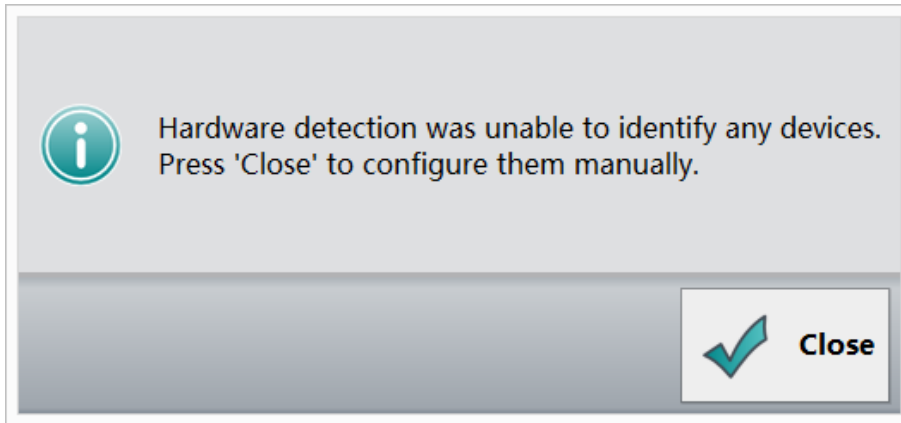 Hardware detection was unable to identify any devices.
Press 'Close' to configure them manually.
Close